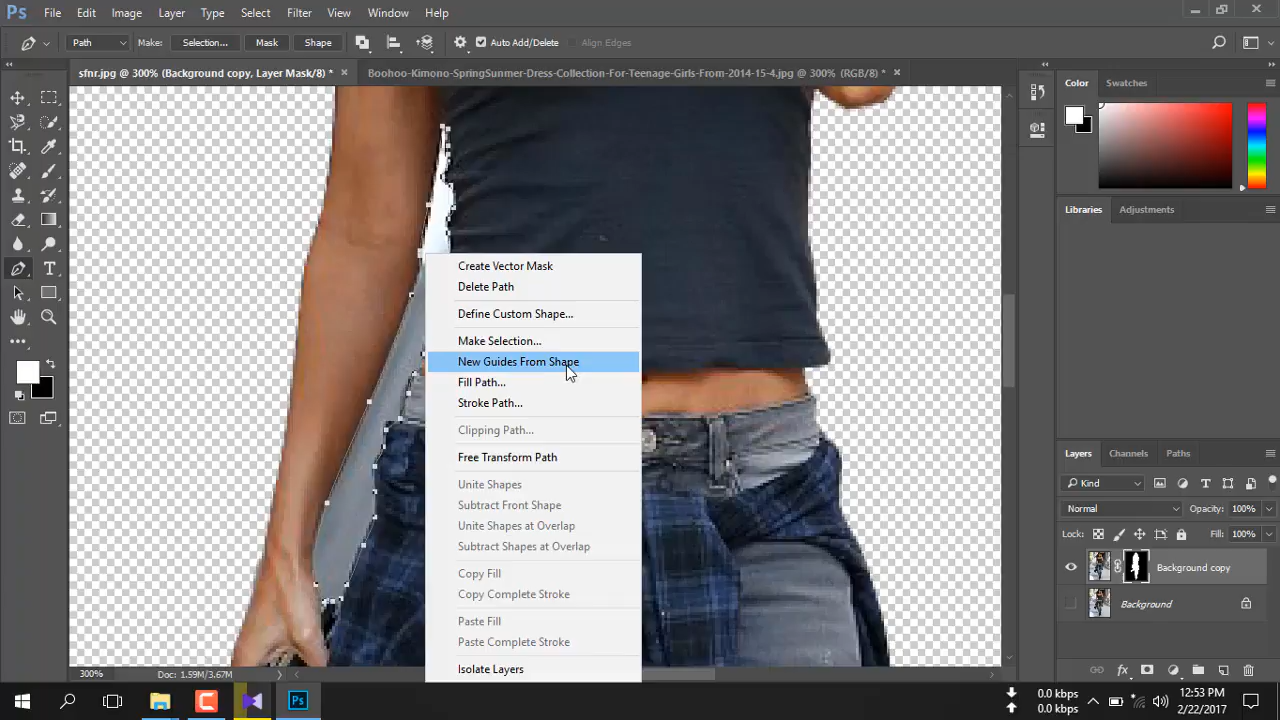 Ps File Edit Image Layer Type Select Filter 3D View Window Help
Path Make: Selection... Mask Shape Auto Add/Delete Align Edges
sfnr.jpg @ 300% (Background copy, Layer Mask/8) * × Boohoo-Kimono-SpringSunmer-Dress-Collection-For-Teenage-Girls-From-2014-15-4.jpg @ 300% (RGB/8) * ×
Color Swatches
Libraries Adjustments
Create Vector Mask
Delete Path
Define Custom Shape...
Make Selection...
New Guides From Shape
Fill Path...
Stroke Path...
Clipping Path...
Free Transform Path
Unite Shapes
Subtract Front Shape
Unite Shapes at Overlap
Subtract Shapes at Overlap
Copy Fill
Copy Complete Stroke
Paste Fill
Paste Complete Stroke
Isolate Layers
Layers Channels Paths
Kind
Normal Opacity: 100%
Lock: Fill: 100%
Background copy
Background
300% Doc: 1.59M/3.67M
Ps
0.0 kbps
0.0 kbps
12:53 PM
2/22/2017